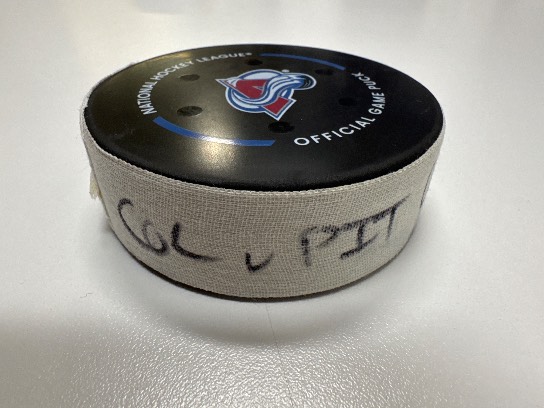 NATIONAL HOCKEY LEAGUE®
OFFICIAL GAME PUCK
COL v PIT